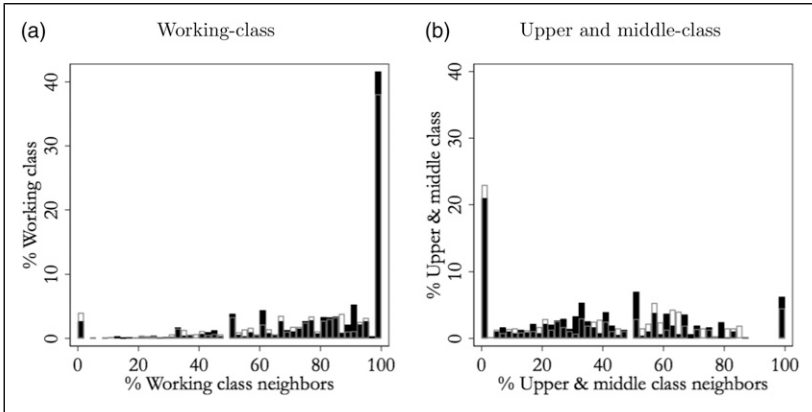 (a) Working-class
(b) Upper and middle-class
% Working class
0 10 20 30 40
0 20 40 60 80 100
% Working class neighbors
% Upper & middle class
0 10 20 30 40
0 20 40 60 80 100
% Upper & middle class neighbors